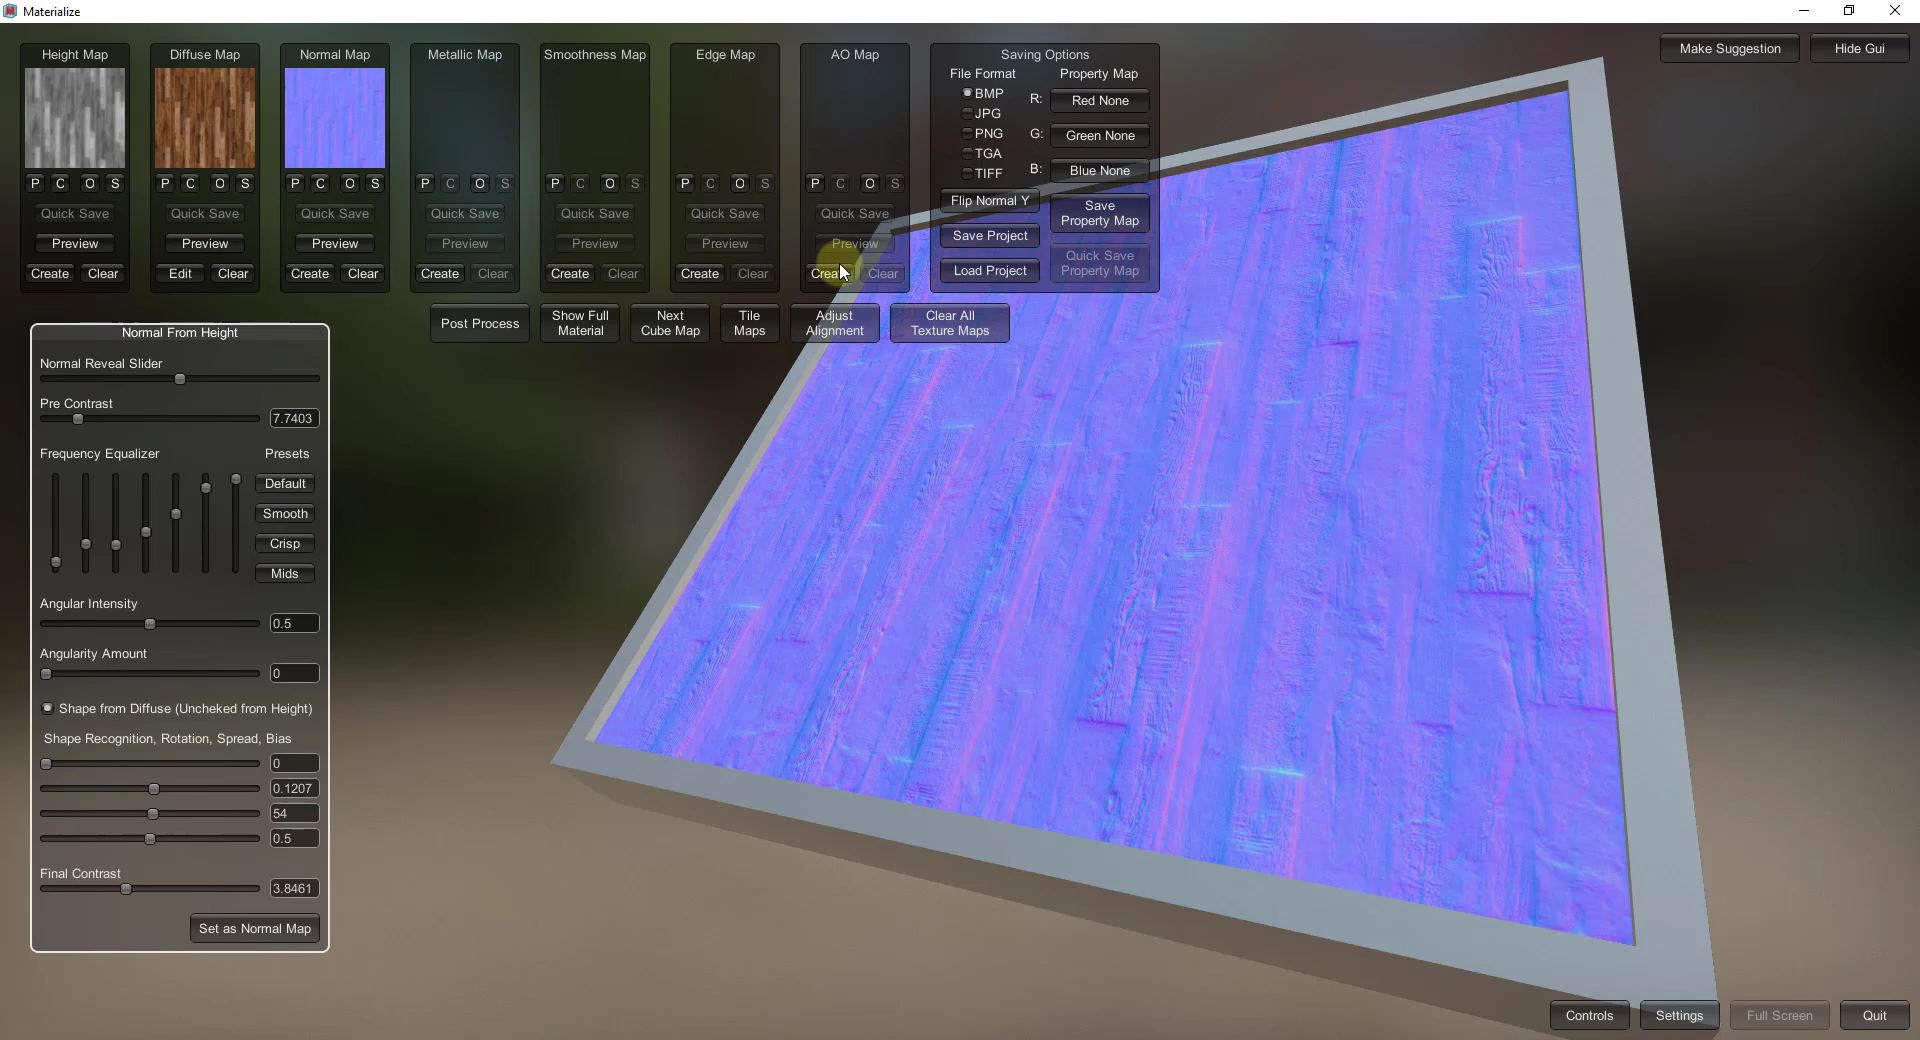 Materialize
Height Map
Diffuse Map
Normal Map
Metallic Map
Smoothness Map
Edge Map
AO Map
Saving Options
Make Suggestion
Hide Gui
File Format
Property Map
BMP
JPG
PNG
TGA
TIFF
R:
Red None
G:
Green None
B:
Blue None
P C O S
P C O S
P C O S
P C O S
P C O S
P C O S
P C O S
Quick Save
Quick Save
Quick Save
Quick Save
Quick Save
Quick Save
Quick Save
Preview
Preview
Preview
Preview
Preview
Preview
Preview
Create Clear
Edit Clear
Create Clear
Create Clear
Create Clear
Create Clear
Create Clear
Flip Normal Y
Save Project
Load Project
Save
Property Map
Quick Save
Property Map
Post Process
Show Full
Material
Next
Cube Map
Tile
Maps
Adjust
Alignment
Clear All
Texture Maps
Normal From Height
Normal Reveal Slider
Pre Contrast
7.7403
Frequency Equalizer
Presets
Default
Smooth
Crisp
Mids
Angular Intensity
0.5
Angularity Amount
0
Shape from Diffuse (Uncheked from Height)
Shape Recognition, Rotation, Spread, Bias
0
0.1207
54
0.5
Final Contrast
3.8461
Set as Normal Map
Controls
Settings
Full Screen
Quit